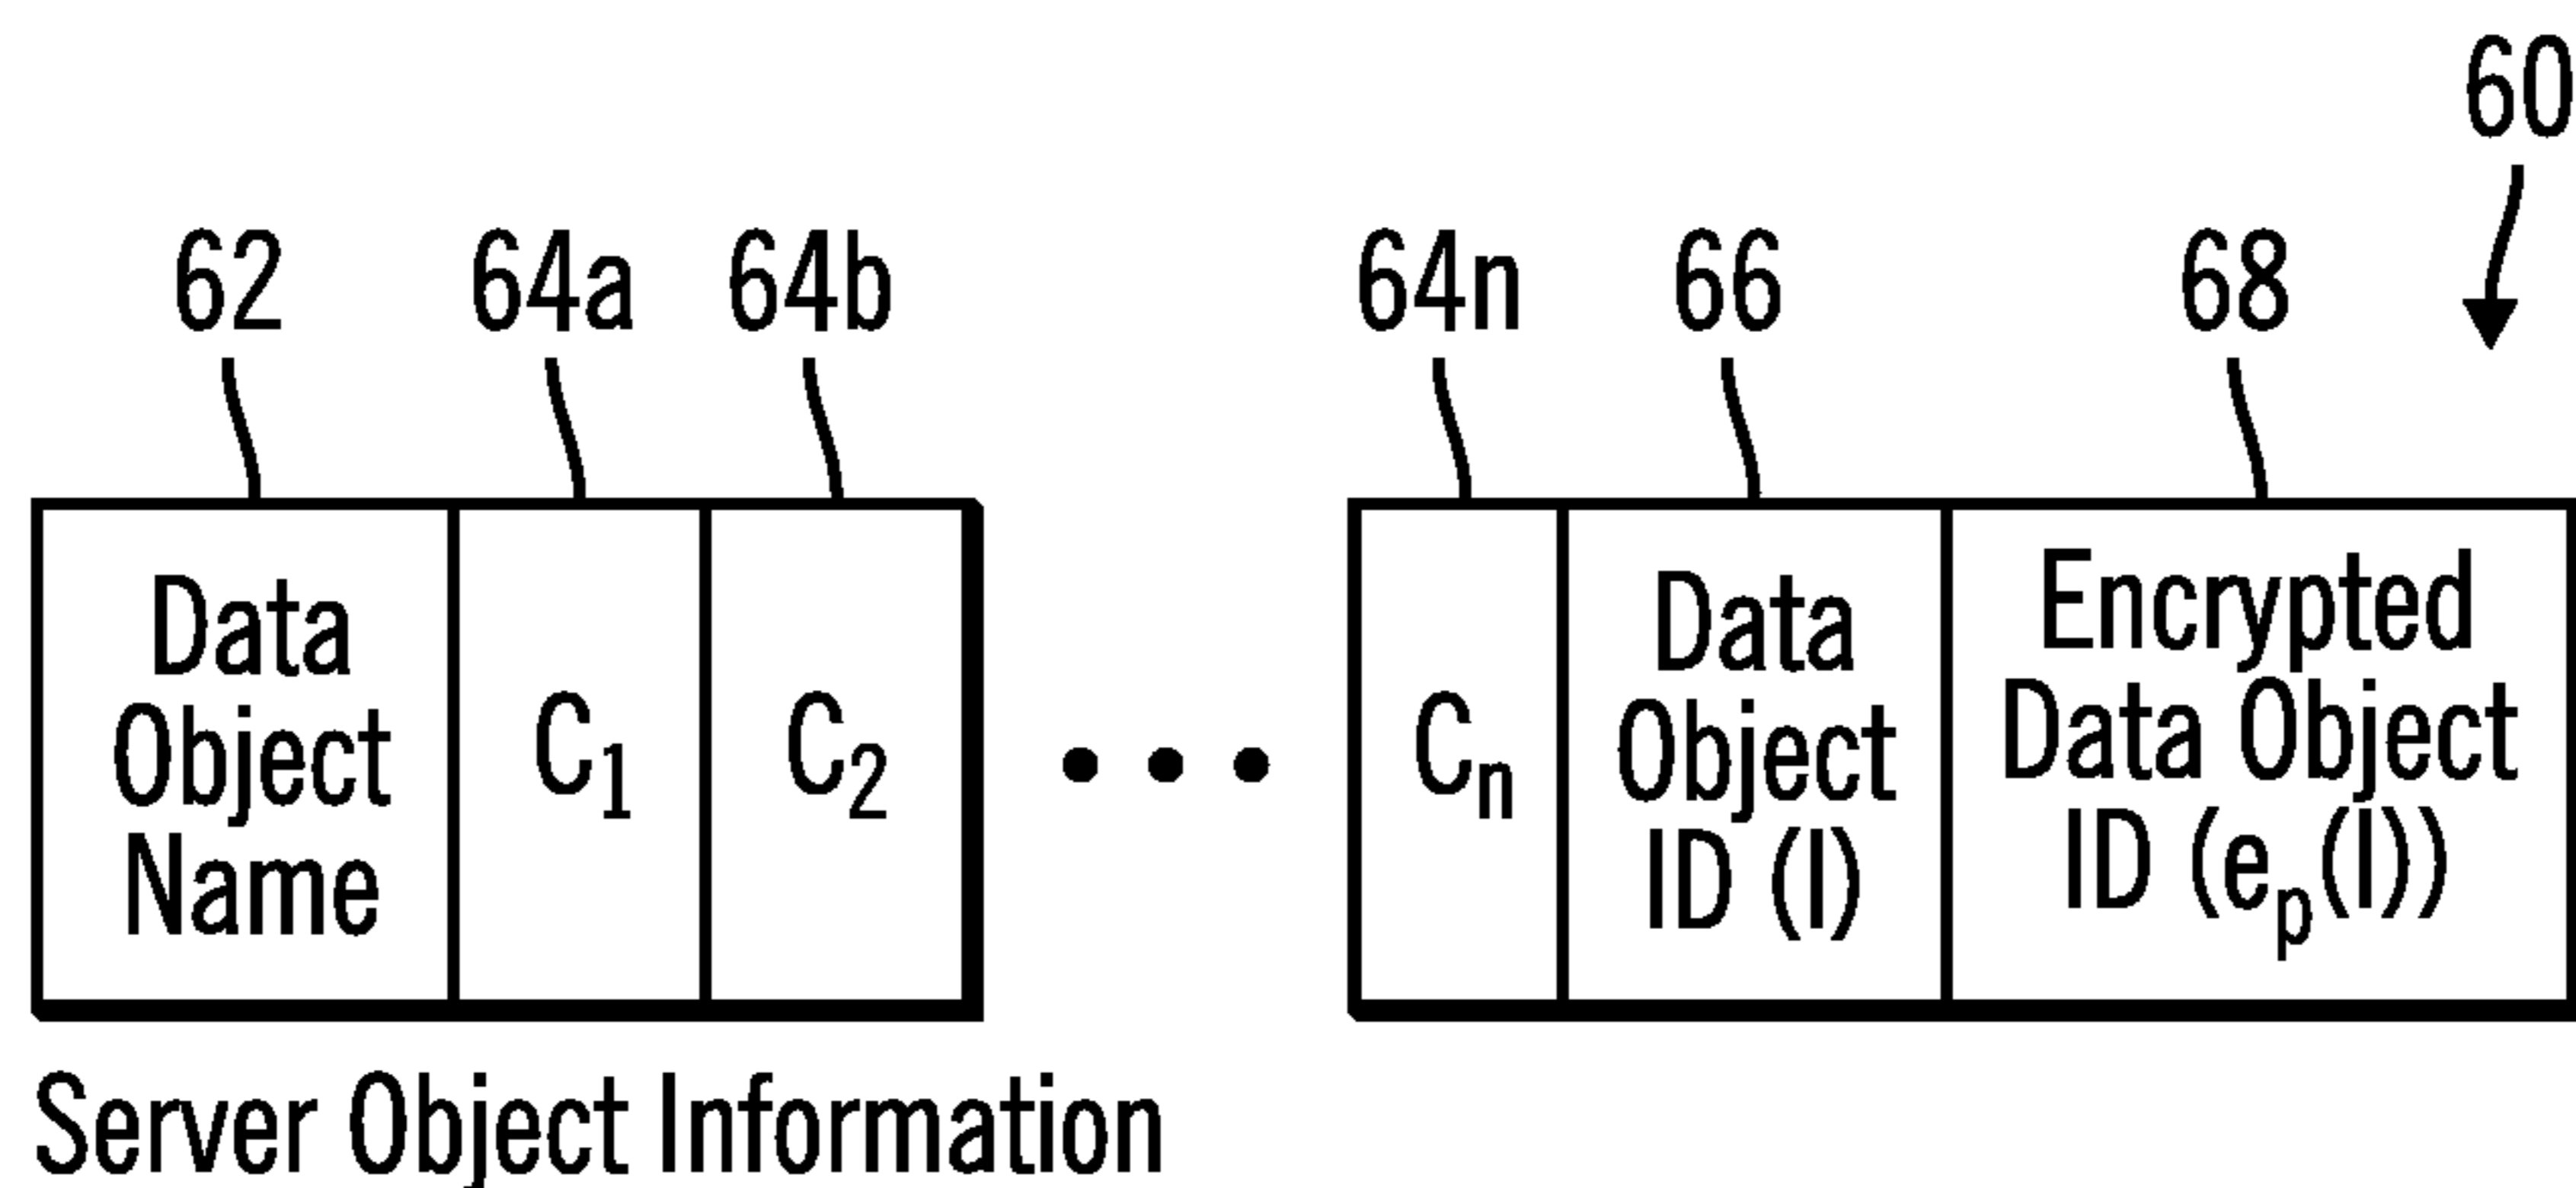 60
62 64a 64b 64n 66 68
Data
Object
Name
C1
C2
Cn
Data
Object
ID (I)
Encrypted
Data Object
ID (ep(I))
Server Object Information